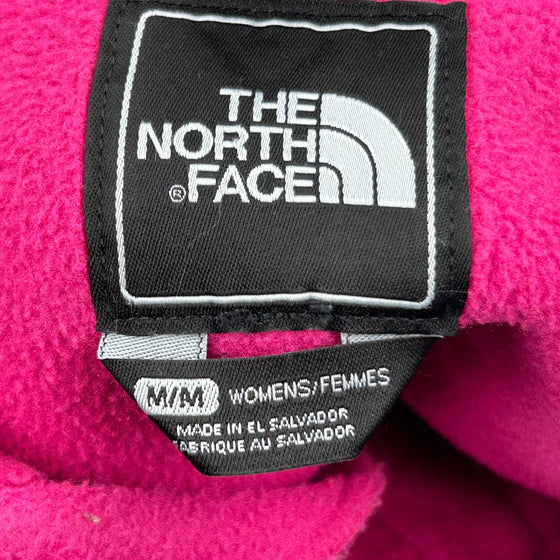 THE
NORTH
® FACE
M/M WOMENS/FEMMES
MADE IN EL SALVADOR
FABRIQUE AU SALVADOR